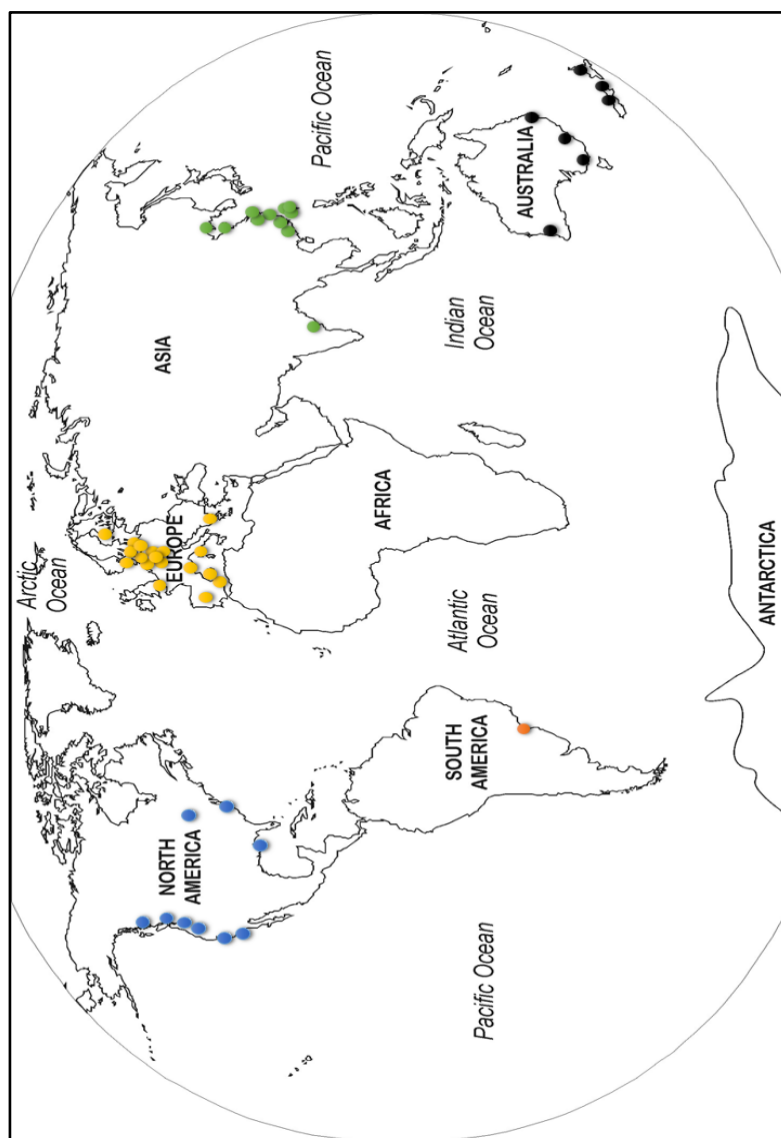 Arctic
Ocean
NORTH
AMERICA
EUROPE
ASIA
Pacific Ocean
AFRICA
Atlantic
Ocean
SOUTH
AMERICA
Indian
Ocean
AUSTRALIA
Pacific Ocean
ANTARCTICA